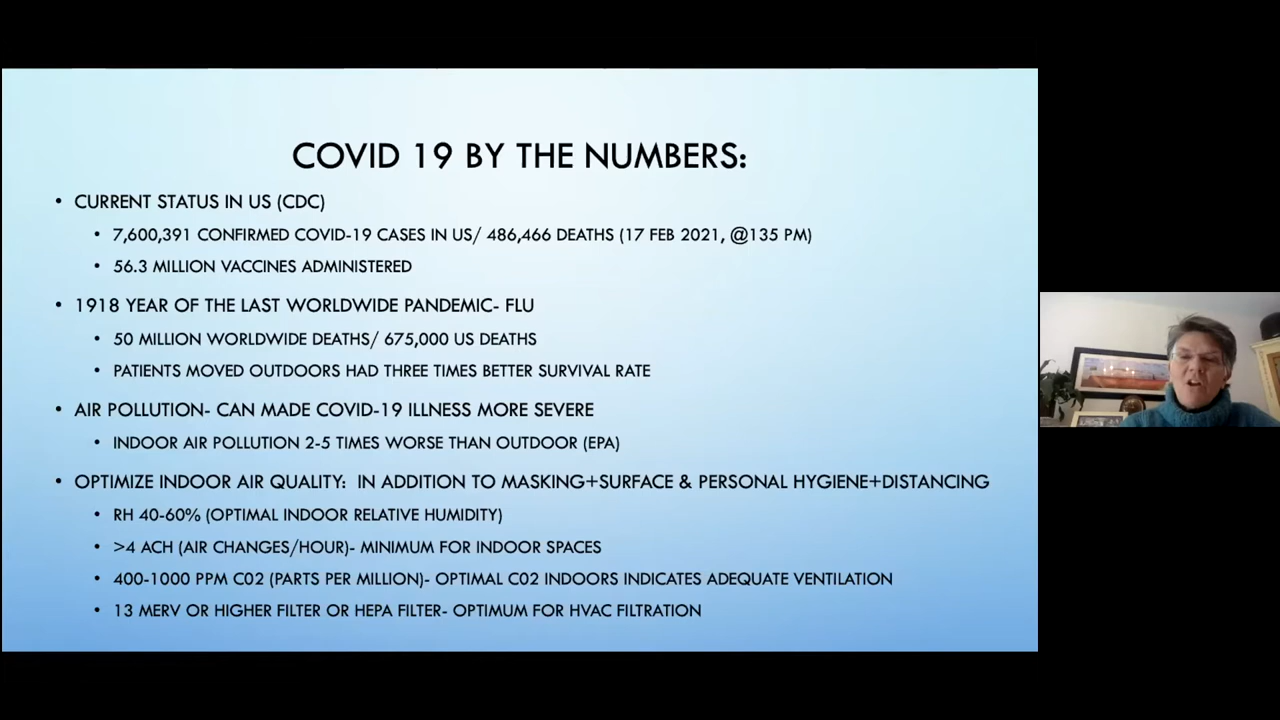 COVID 19 BY THE NUMBERS:
• CURRENT STATUS IN US (CDC)
• 7,600,391 CONFIRMED COVID-19 CASES IN US/ 486,466 DEATHS (17 FEB 2021, @135 PM)
• 56.3 MILLION VACCINES ADMINISTERED
• 1918 YEAR OF THE LAST WORLDWIDE PANDEMIC- FLU
• 50 MILLION WORLDWIDE DEATHS/ 675,000 US DEATHS
• PATIENTS MOVED OUTDOORS HAD THREE TIMES BETTER SURVIVAL RATE
• AIR POLLUTION- CAN MADE COVID-19 ILLNESS MORE SEVERE
• INDOOR AIR POLLUTION 2-5 TIMES WORSE THAN OUTDOOR (EPA)
• OPTIMIZE INDOOR AIR QUALITY:  IN ADDITION TO MASKING+SURFACE & PERSONAL HYGIENE+DISTANCING
• RH 40-60% (OPTIMAL INDOOR RELATIVE HUMIDITY)
• >4 ACH (AIR CHANGES/HOUR)- MINIMUM FOR INDOOR SPACES
• 400-1000 PPM C02 (PARTS PER MILLION)- OPTIMAL C02 INDOORS INDICATES ADEQUATE VENTILATION
• 13 MERV OR HIGHER FILTER OR HEPA FILTER- OPTIMUM FOR HVAC FILTRATION